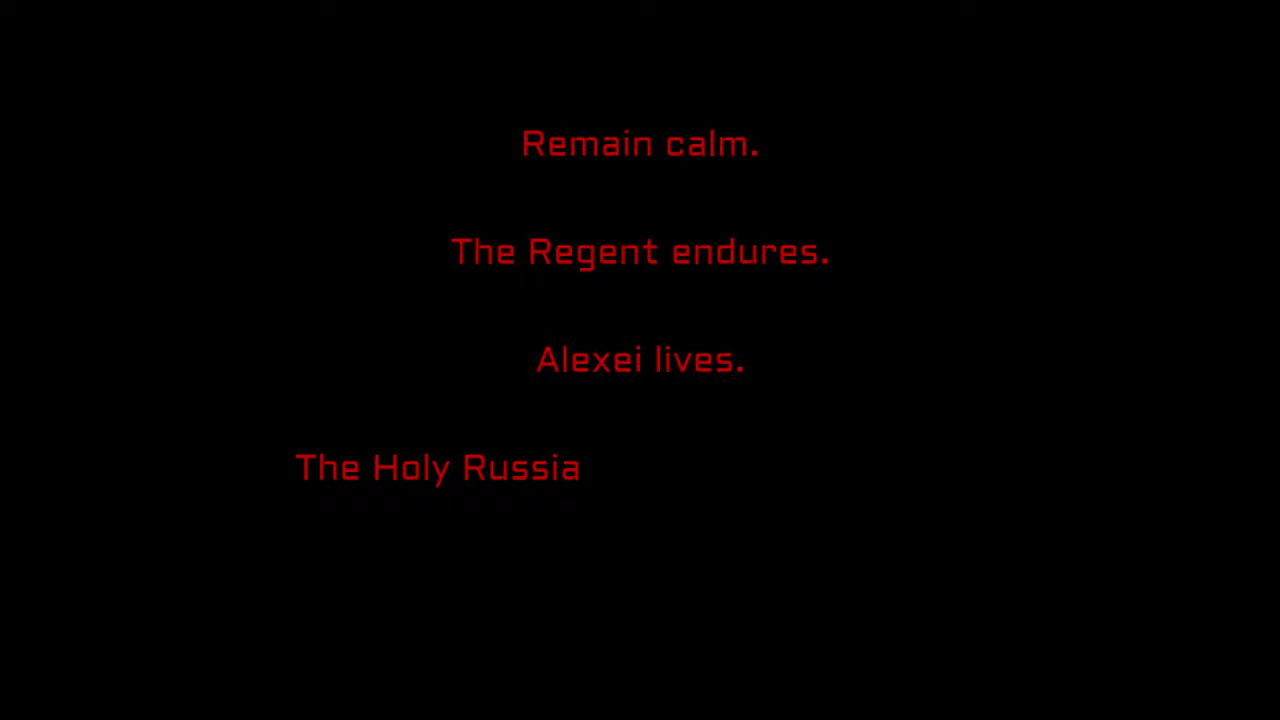 Remain calm.
The Regent endures.
Alexei lives.
The Holy Russia